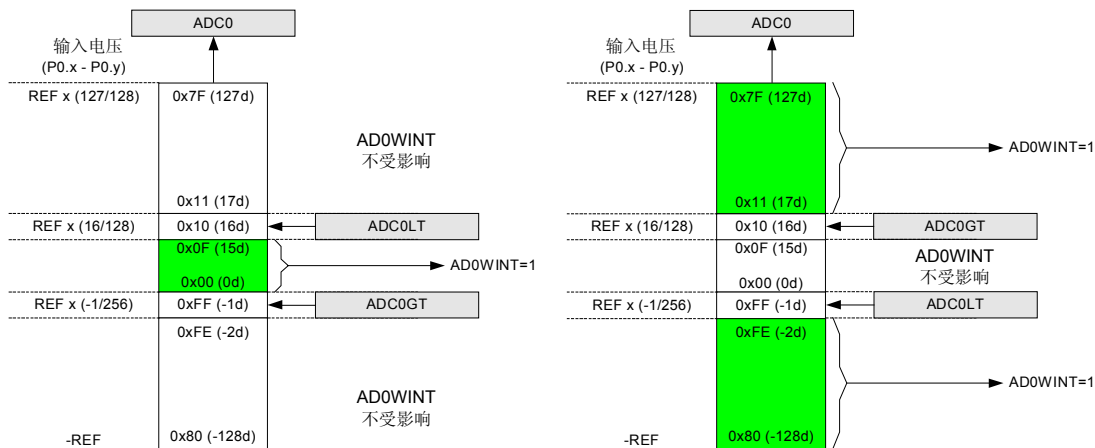 ADC0
输入电压
(P0.x - P0.y)
REF x (127/128)
0x7F (127d)
AD0WINT
不受影响
0x11 (17d)
REF x (16/128)
0x10 (16d)
ADC0LT
0x0F (15d)
AD0WINT=1
0x00 (0d)
REF x (-1/256)
0xFF (-1d)
ADC0GT
0xFE (-2d)
AD0WINT
不受影响
-REF
0x80 (-128d)
ADC0
输入电压
(P0.x - P0.y)
REF x (127/128)
0x7F (127d)
AD0WINT=1
0x11 (17d)
REF x (16/128)
0x10 (16d)
ADC0GT
0x0F (15d)
AD0WINT
不受影响
0x00 (0d)
REF x (-1/256)
0xFF (-1d)
ADC0LT
0xFE (-2d)
AD0WINT=1
-REF
0x80 (-128d)